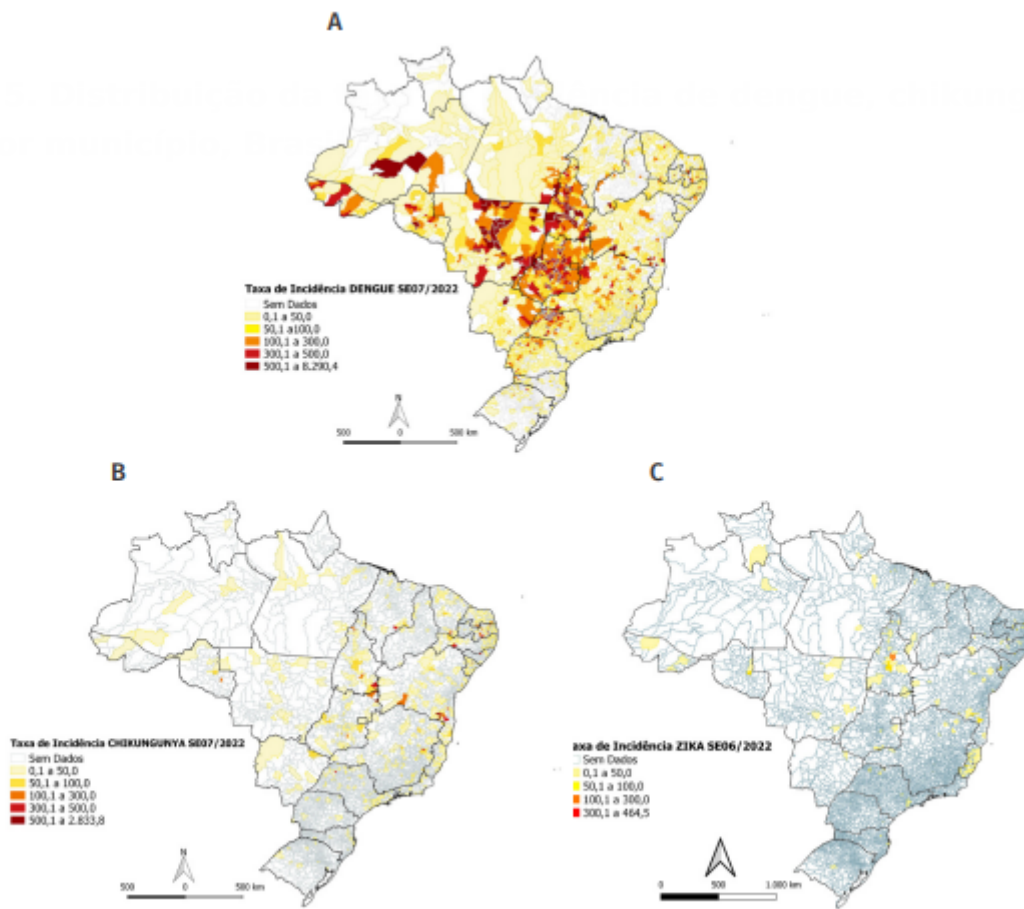 A
Taxa de Incidência DENGUE SE07/2022
Sem Dados
0,1 a 50,0
50,1 a100,0
100,1 a 300,0
300,1 a 500,0
500,1 a 8.290,4
N
500 0 500 km
B
Taxa de Incidência CHIKUNGUNYA SE07/2022
Sem Dados
0,1 a 50,0
50,1 a 100,0
100,1 a 300,0
300,1 a 500,0
500,1 a 2.833,8
N
500 0 500 km
C
axa de Incidência ZIKA SE06/2022
Sem Dados
0,1 a 50,0
50,1 a 100,0
100,1 a 300,0
300,1 a 464,5
0 500 1.000 km